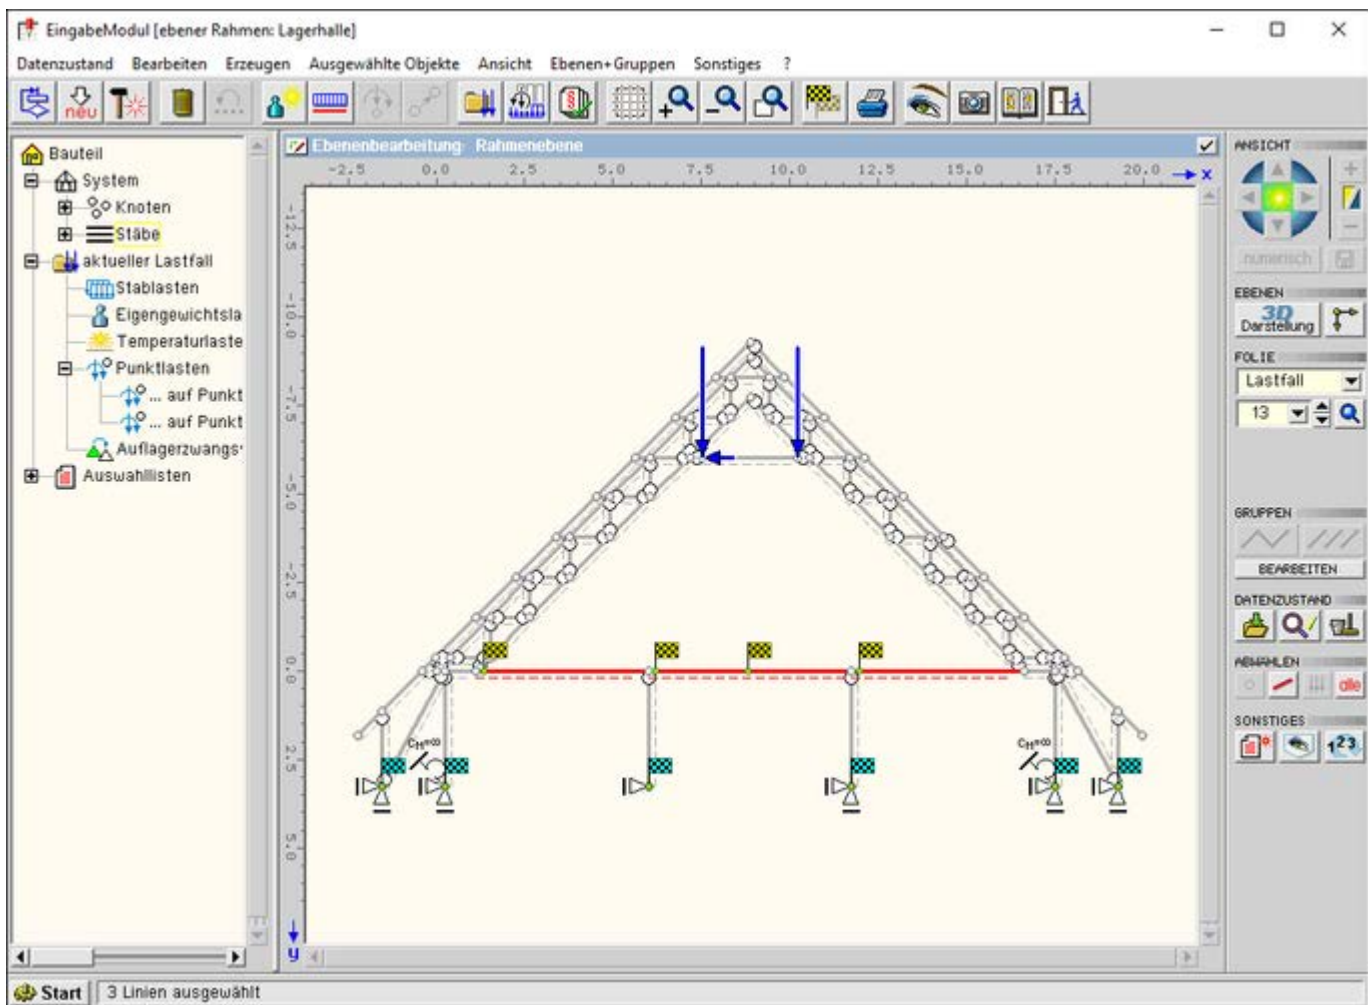 EingabeModul [ebener Rahmen: Lagerhalle]
Datenzustand Bearbeiten Erzeugen Ausgewählte Objekte Ansicht Ebenen+Gruppen Sonstiges ?
neu
Bauteil
System
Knoten
Stäbe
aktueller Lastfall
Stablasten
Eigengewichtsla
Temperaturlaste
Punktlasten
... auf Punkt
... auf Punkt
Auflagerzwangs
Auswahllisten
Ebenenbearbeitung: Rahmenebene
-2.5 0.0 2.5 5.0 7.5 10.0 12.5 15.0 17.5 20.0 x
-12.5
-10.0
-7.5
-5.0
-2.5
0.0
2.5
5.0
y
CH=∞
CH=∞
ANSICHT
numerisch
EBENEN
3D
Darstellung
FOLIE
Lastfall
13
GRUPPEN
BEARBEITEN
DATENZUSTAND
ABWÄHLEN
alle
SONSTIGES
123
Start 3 Linien ausgewählt